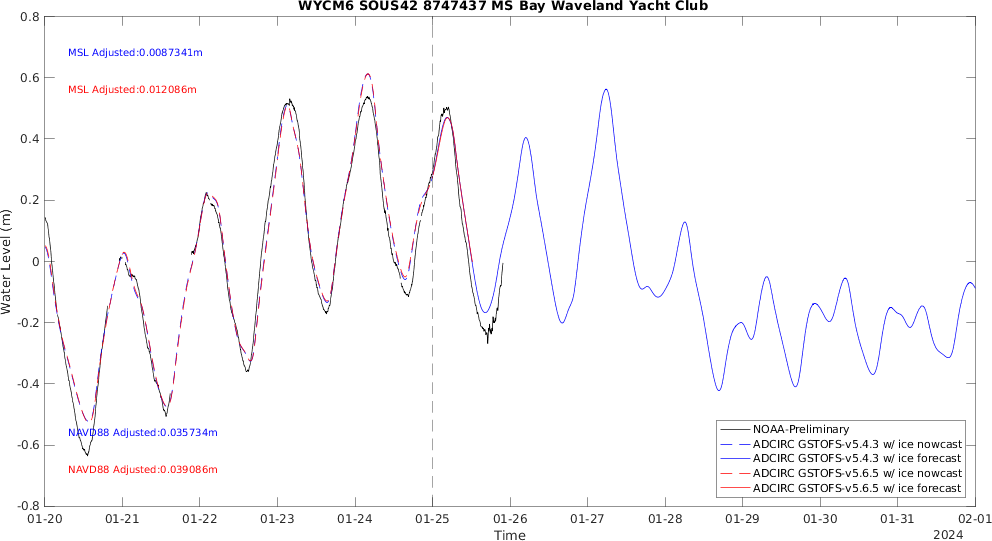 WYCM6 SOUS42 8747437 MS Bay Waveland Yacht Club
0.8
0.6
0.4
0.2
0
-0.2
-0.4
-0.6
-0.8
Water Level (m)
MSL Adjusted:0.0087341m
MSL Adjusted:0.012086m
NAVD88 Adjusted:0.035734m
NAVD88 Adjusted:0.039086m
NOAA-Preliminary
ADCIRC GSTOFS-v5.4.3 w/ ice nowcast
ADCIRC GSTOFS-v5.4.3 w/ ice forecast
ADCIRC GSTOFS-v5.6.5 w/ ice nowcast
ADCIRC GSTOFS-v5.6.5 w/ ice forecast
01-20 01-21 01-22 01-23 01-24 01-25 01-26 01-27 01-28 01-29 01-30 01-31 02-01
Time
2024